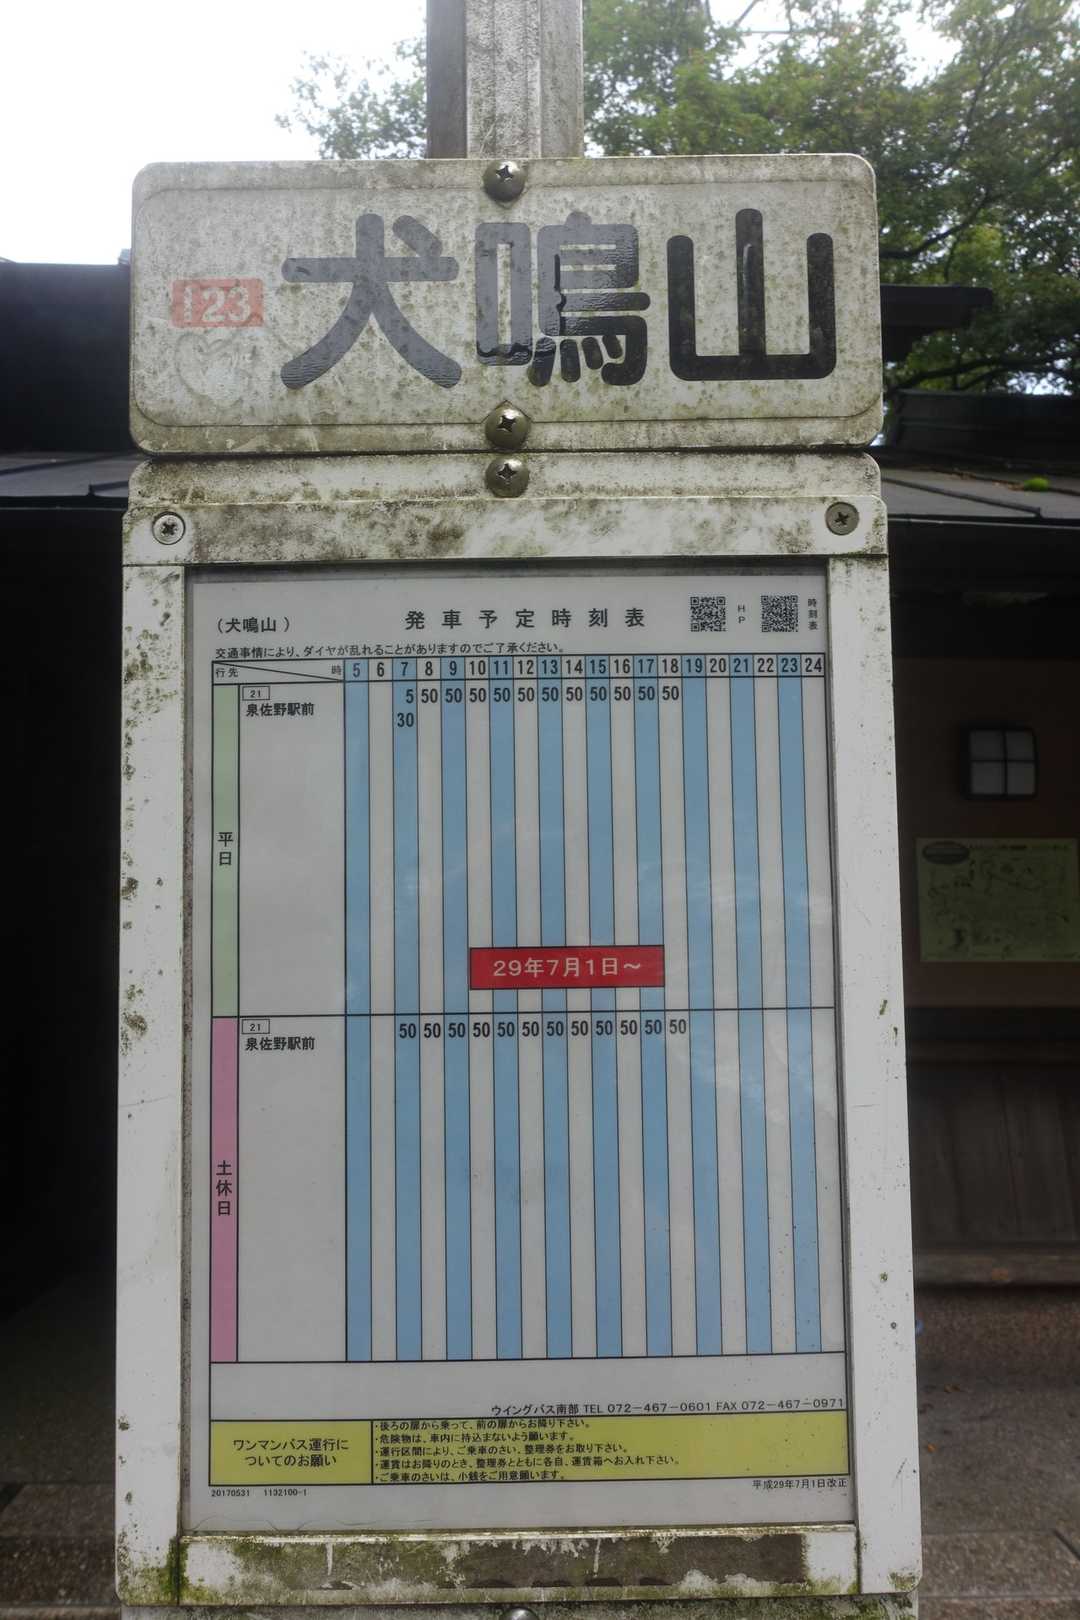 犬鳴山
123
(犬鳴山)
発車予定時刻表
HP
時刻表
交通事情により、ダイヤが乱れることがありますのでご了承ください。
行先 時 5 6 7 8 9 10 11 12 13 14 15 16 17 18 19 20 21 22 23 24
平日
21
泉佐野駅前
5 50 50 50 50 50 50 50 50 50 50 50
30
29年7月1日～
土休日
21
泉佐野駅前
50 50 50 50 50 50 50 50 50 50 50 50
ウイングバス南部 TEL 072-467-0601 FAX 072-467-0971
ワンマンバス運行に
ついてのお願い
・後ろの扉から乗って、前の扉からお降り下さい。
・危険物は、車内に持込まないよう願います。
・運行区間により、ご乗車のさい、整理券をお取り下さい。
・運賃はお降りのとき、整理券とともに各自、運賃箱へお入れ下さい。
・ご乗車のさいは、小銭をご用意願います。
20170531 1132100-1
平成29年7月1日改正